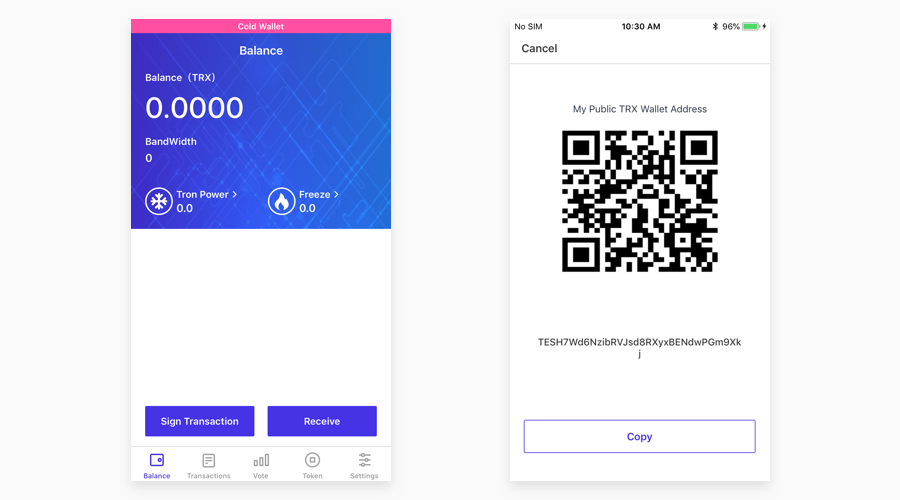 Cold Wallet
Balance
Balance（TRX）
0.0000
BandWidth
0
Tron Power >
0.0
Freeze >
0.0
Sign Transaction
Receive
Balance
Transactions
Vote
Token
Settings
No SIM
10:30 AM
96%
Cancel
My Public TRX Wallet Address
TESH7Wd6NzibRVJsd8RXyxBENdwPGm9Xk
j
Copy